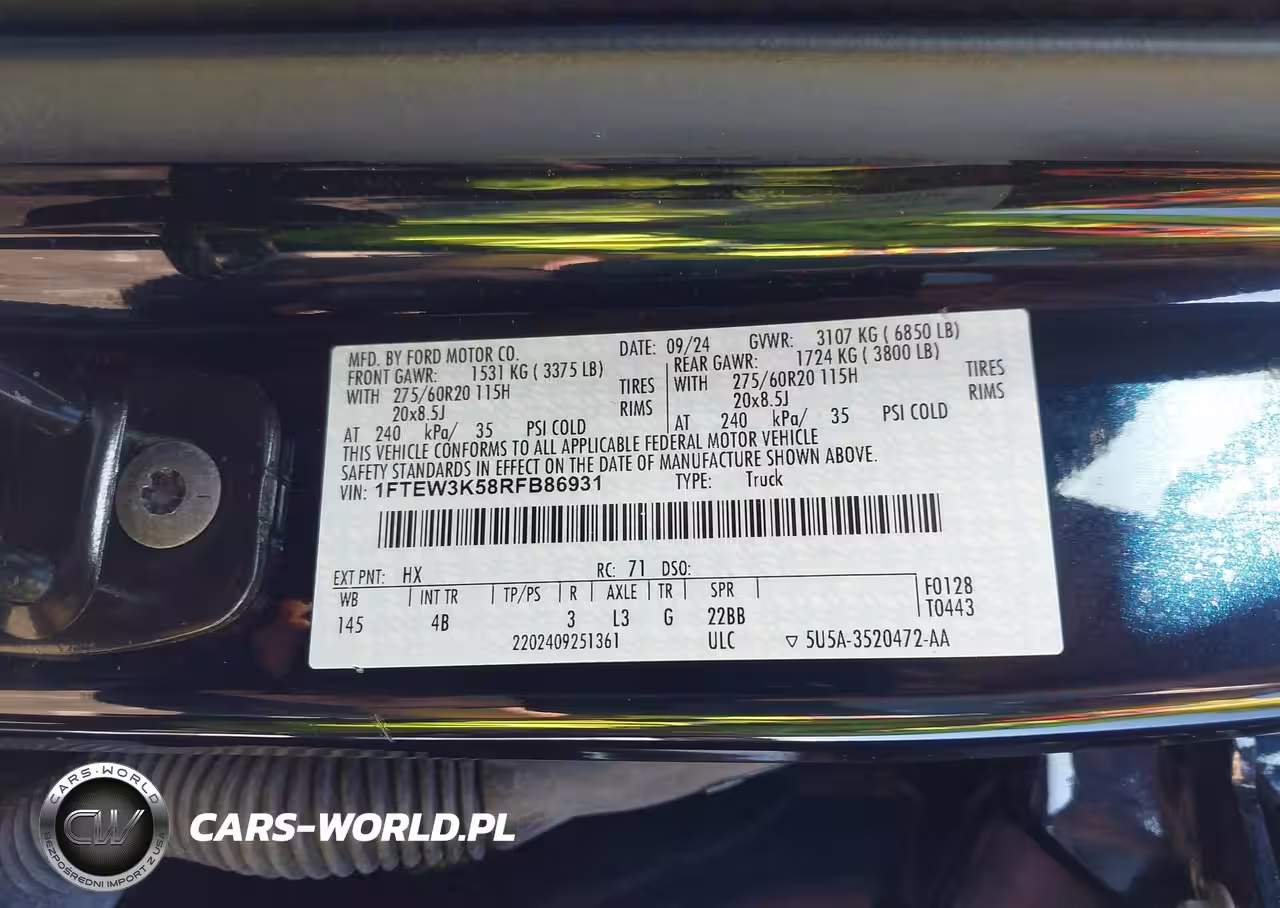 MFD. BY FORD MOTOR CO. DATE: 09/24 GVWR: 3107 KG ( 6850 LB)
FRONT GAWR: 1531 KG ( 3375 LB) REAR GAWR: 1724 KG ( 3800 LB)
WITH 275/60R20 115H TIRES WITH 275/60R20 115H TIRES
20x8.5J RIMS 20x8.5J RIMS
AT 240 kPa/ 35 PSI COLD AT 240 kPa/ 35 PSI COLD
THIS VEHICLE CONFORMS TO ALL APPLICABLE FEDERAL MOTOR VEHICLE
SAFETY STANDARDS IN EFFECT ON THE DATE OF MANUFACTURE SHOWN ABOVE.
VIN: 1FTEW3K58RFB86931 TYPE: Truck
EXT PNT: HX RC: 71 DSO:
WB INT TR TP/PS R AXLE TR SPR F0128
145 4B 3 L3 G 22BB T0443
2202409251361 ULC ▽ 5U5A-3520472-AA
CARS-WORLD
CW
BEZPOŚREDNI IMPORT Z USA
CARS-WORLD.PL